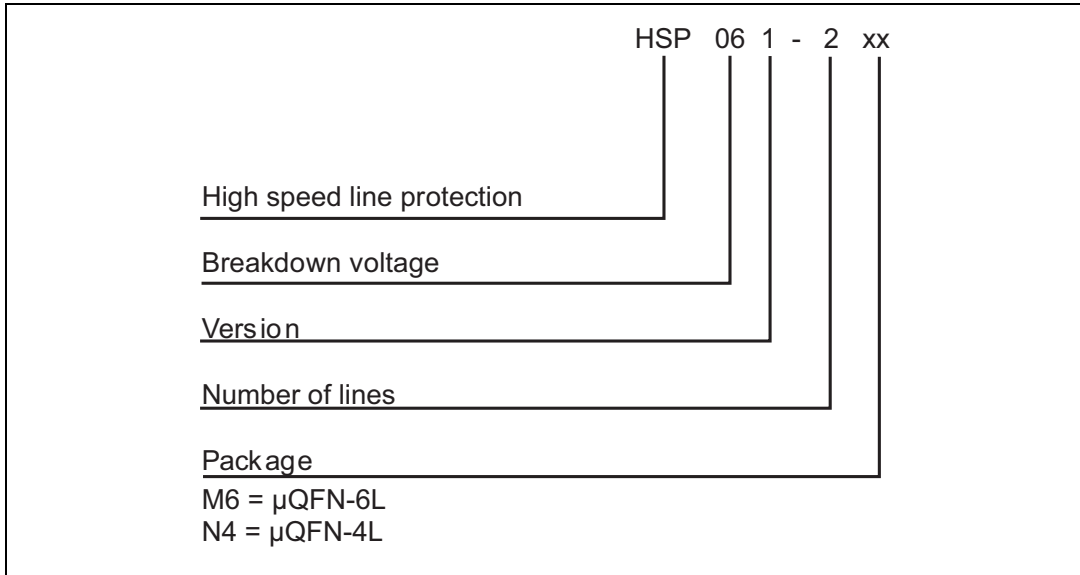 HSP 06 1 - 2 xx
High speed line protection
Breakdown voltage
Version
Number of lines
Package
M6 = µQFN-6L
N4 = µQFN-4L